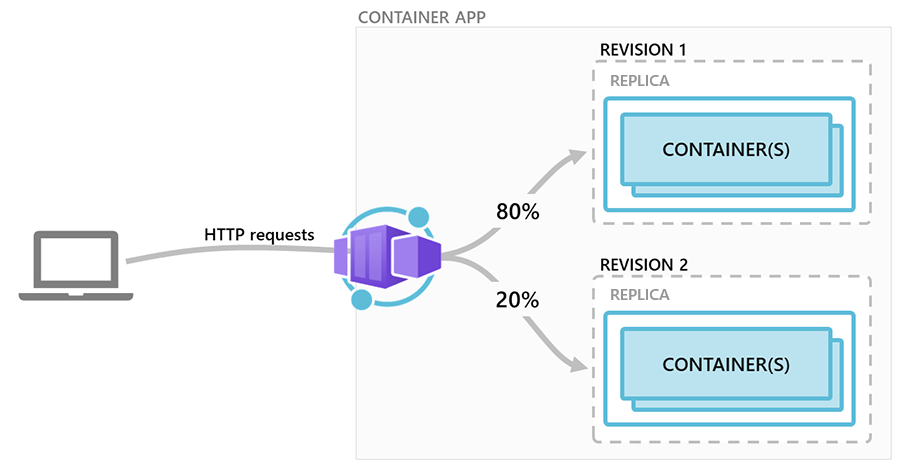 CONTAINER APP
REVISION 1
REPLICA
CONTAINER(S)
80%
HTTP requests
REVISION 2
REPLICA
20%
CONTAINER(S)